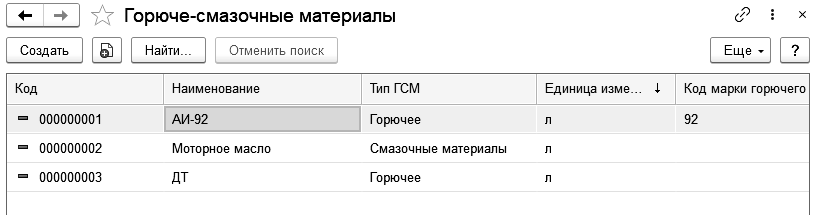 Горюче-смазочные материалы
Создать Найти... Отменить поиск Еще ?
Код Наименование Тип ГСМ Единица изме... ↓ Код марки горючего
000000001 АИ-92 Горючее л 92
000000002 Моторное масло Смазочные материалы л
000000003 ДТ Горючее л